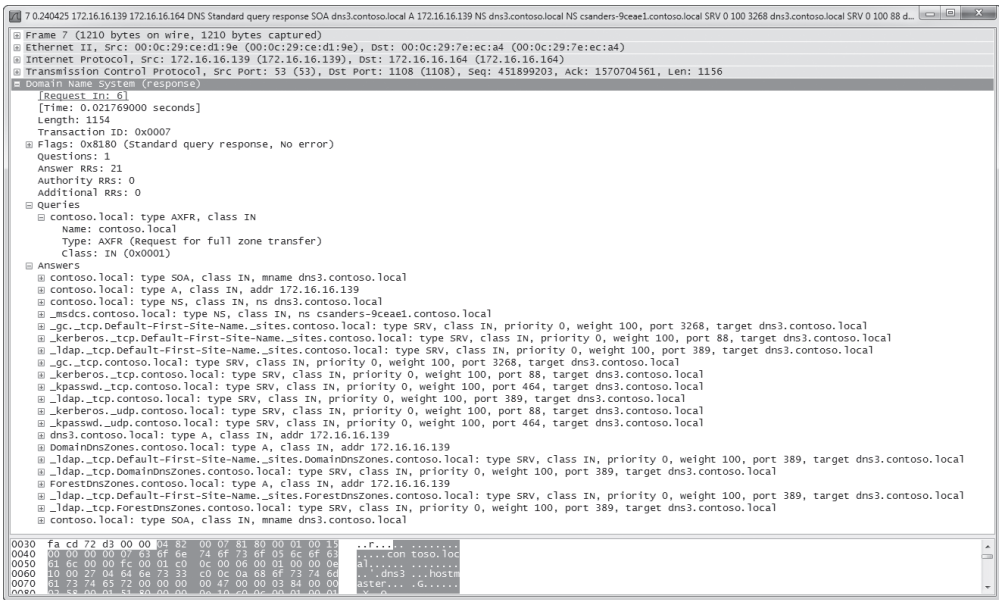 7 0.240425 172.16.16.139 172.16.16.164 DNS Standard query response SOA dns3.contoso.local A 172.16.16.139 NS dns3.contoso.local NS csanders-9ceae1.contoso.local SRV 0 100 3268 dns3.contoso.local SRV 0 100 88 d...
Frame 7 (1210 bytes on wire, 1210 bytes captured)
Ethernet II, Src: 00:0c:29:ce:d1:9e (00:0c:29:ce:d1:9e), Dst: 00:0c:29:7e:ec:a4 (00:0c:29:7e:ec:a4)
Internet Protocol, Src: 172.16.16.139 (172.16.16.139), Dst: 172.16.16.164 (172.16.16.164)
Transmission Control Protocol, Src Port: 53 (53), Dst Port: 1108 (1108), Seq: 451899203, Ack: 1570704561, Len: 1156
Domain Name System (response)
[Request In: 6]
[Time: 0.021769000 seconds]
Length: 1154
Transaction ID: 0x0007
Flags: 0x8180 (Standard query response, No error)
Questions: 1
Answer RRs: 21
Authority RRs: 0
Additional RRs: 0
Queries
contoso.local: type AXFR, class IN
Name: contoso.local
Type: AXFR (Request for full zone transfer)
Class: IN (0x0001)
Answers
contoso.local: type SOA, class IN, mname dns3.contoso.local
contoso.local: type A, class IN, addr 172.16.16.139
contoso.local: type NS, class IN, ns dns3.contoso.local
_msdcs.contoso.local: type NS, class IN, ns csanders-9ceae1.contoso.local
_gc._tcp.Default-First-Site-Name._sites.contoso.local: type SRV, class IN, priority 0, weight 100, port 3268, target dns3.contoso.local
_kerberos._tcp.Default-First-Site-Name._sites.contoso.local: type SRV, class IN, priority 0, weight 100, port 88, target dns3.contoso.local
_ldap._tcp.Default-First-Site-Name._sites.contoso.local: type SRV, class IN, priority 0, weight 100, port 389, target dns3.contoso.local
_gc._tcp.contoso.local: type SRV, class IN, priority 0, weight 100, port 3268, target dns3.contoso.local
_kerberos._tcp.contoso.local: type SRV, class IN, priority 0, weight 100, port 88, target dns3.contoso.local
_kpasswd._tcp.contoso.local: type SRV, class IN, priority 0, weight 100, port 464, target dns3.contoso.local
_ldap._tcp.contoso.local: type SRV, class IN, priority 0, weight 100, port 389, target dns3.contoso.local
_kerberos._udp.contoso.local: type SRV, class IN, priority 0, weight 100, port 88, target dns3.contoso.local
_kpasswd._udp.contoso.local: type SRV, class IN, priority 0, weight 100, port 464, target dns3.contoso.local
dns3.contoso.local: type A, class IN, addr 172.16.16.139
DomainDnsZones.contoso.local: type A, class IN, addr 172.16.16.139
_ldap._tcp.Default-First-Site-Name._sites.DomainDnsZones.contoso.local: type SRV, class IN, priority 0, weight 100, port 389, target dns3.contoso.local
_ldap._tcp.DomainDnsZones.contoso.local: type SRV, class IN, priority 0, weight 100, port 389, target dns3.contoso.local
ForestDnsZones.contoso.local: type A, class IN, addr 172.16.16.139
_ldap._tcp.Default-First-Site-Name._sites.ForestDnsZones.contoso.local: type SRV, class IN, priority 0, weight 100, port 389, target dns3.contoso.local
_ldap._tcp.ForestDnsZones.contoso.local: type SRV, class IN, priority 0, weight 100, port 389, target dns3.contoso.local
contoso.local: type SOA, class IN, mname dns3.contoso.local
0030 fa cd 72 d3 00 00 04 82 00 07 81 80 00 01 00 15 ..r..... ........
0040 00 00 00 00 07 63 6f 6e 74 6f 73 6f 05 6c 6f 63 .....con toso.loc
0050 61 6c 00 00 fc 00 01 c0 0c 00 06 00 01 00 00 0e al...... ........
0060 10 00 27 04 64 6e 73 33 c0 0c 0a 68 6f 73 74 6d ..'.dns3 ...hostm
0070 61 73 74 65 72 00 00 00 00 47 00 00 03 84 00 00 aster... .G......